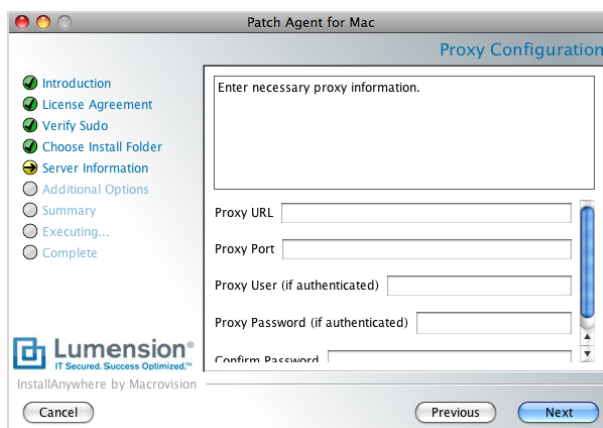 Patch Agent for Mac
Proxy Configuration
Introduction
License Agreement
Verify Sudo
Choose Install Folder
Server Information
Additional Options
Summary
Executing...
Complete
Enter necessary proxy information.
Proxy URL
Proxy Port
Proxy User (if authenticated)
Proxy Password (if authenticated)
Confirm Password
Lumension®
IT Secured. Success Optimized.™
InstallAnywhere by Macrovision
Cancel
Previous
Next